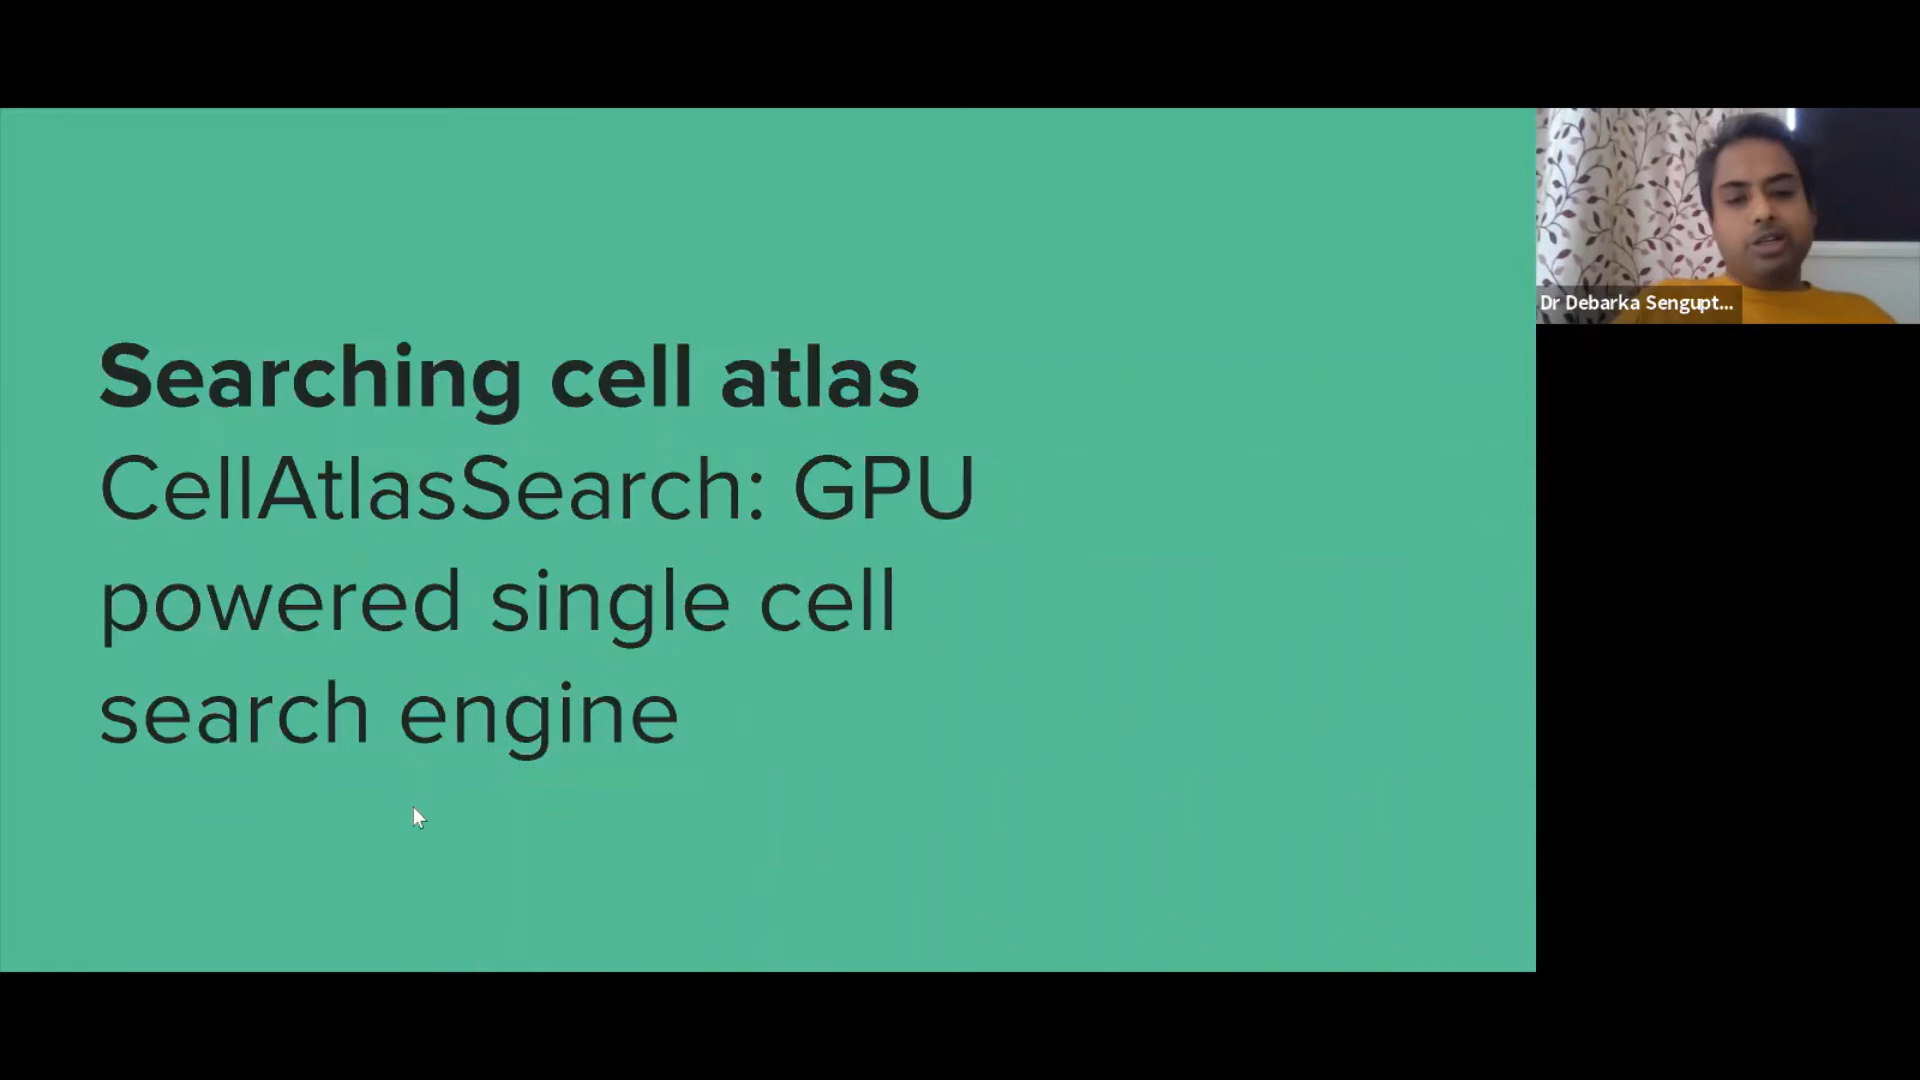 Searching cell atlas
CellAtlasSearch: GPU
powered single cell
search engine
Dr Debarka Sengupt...